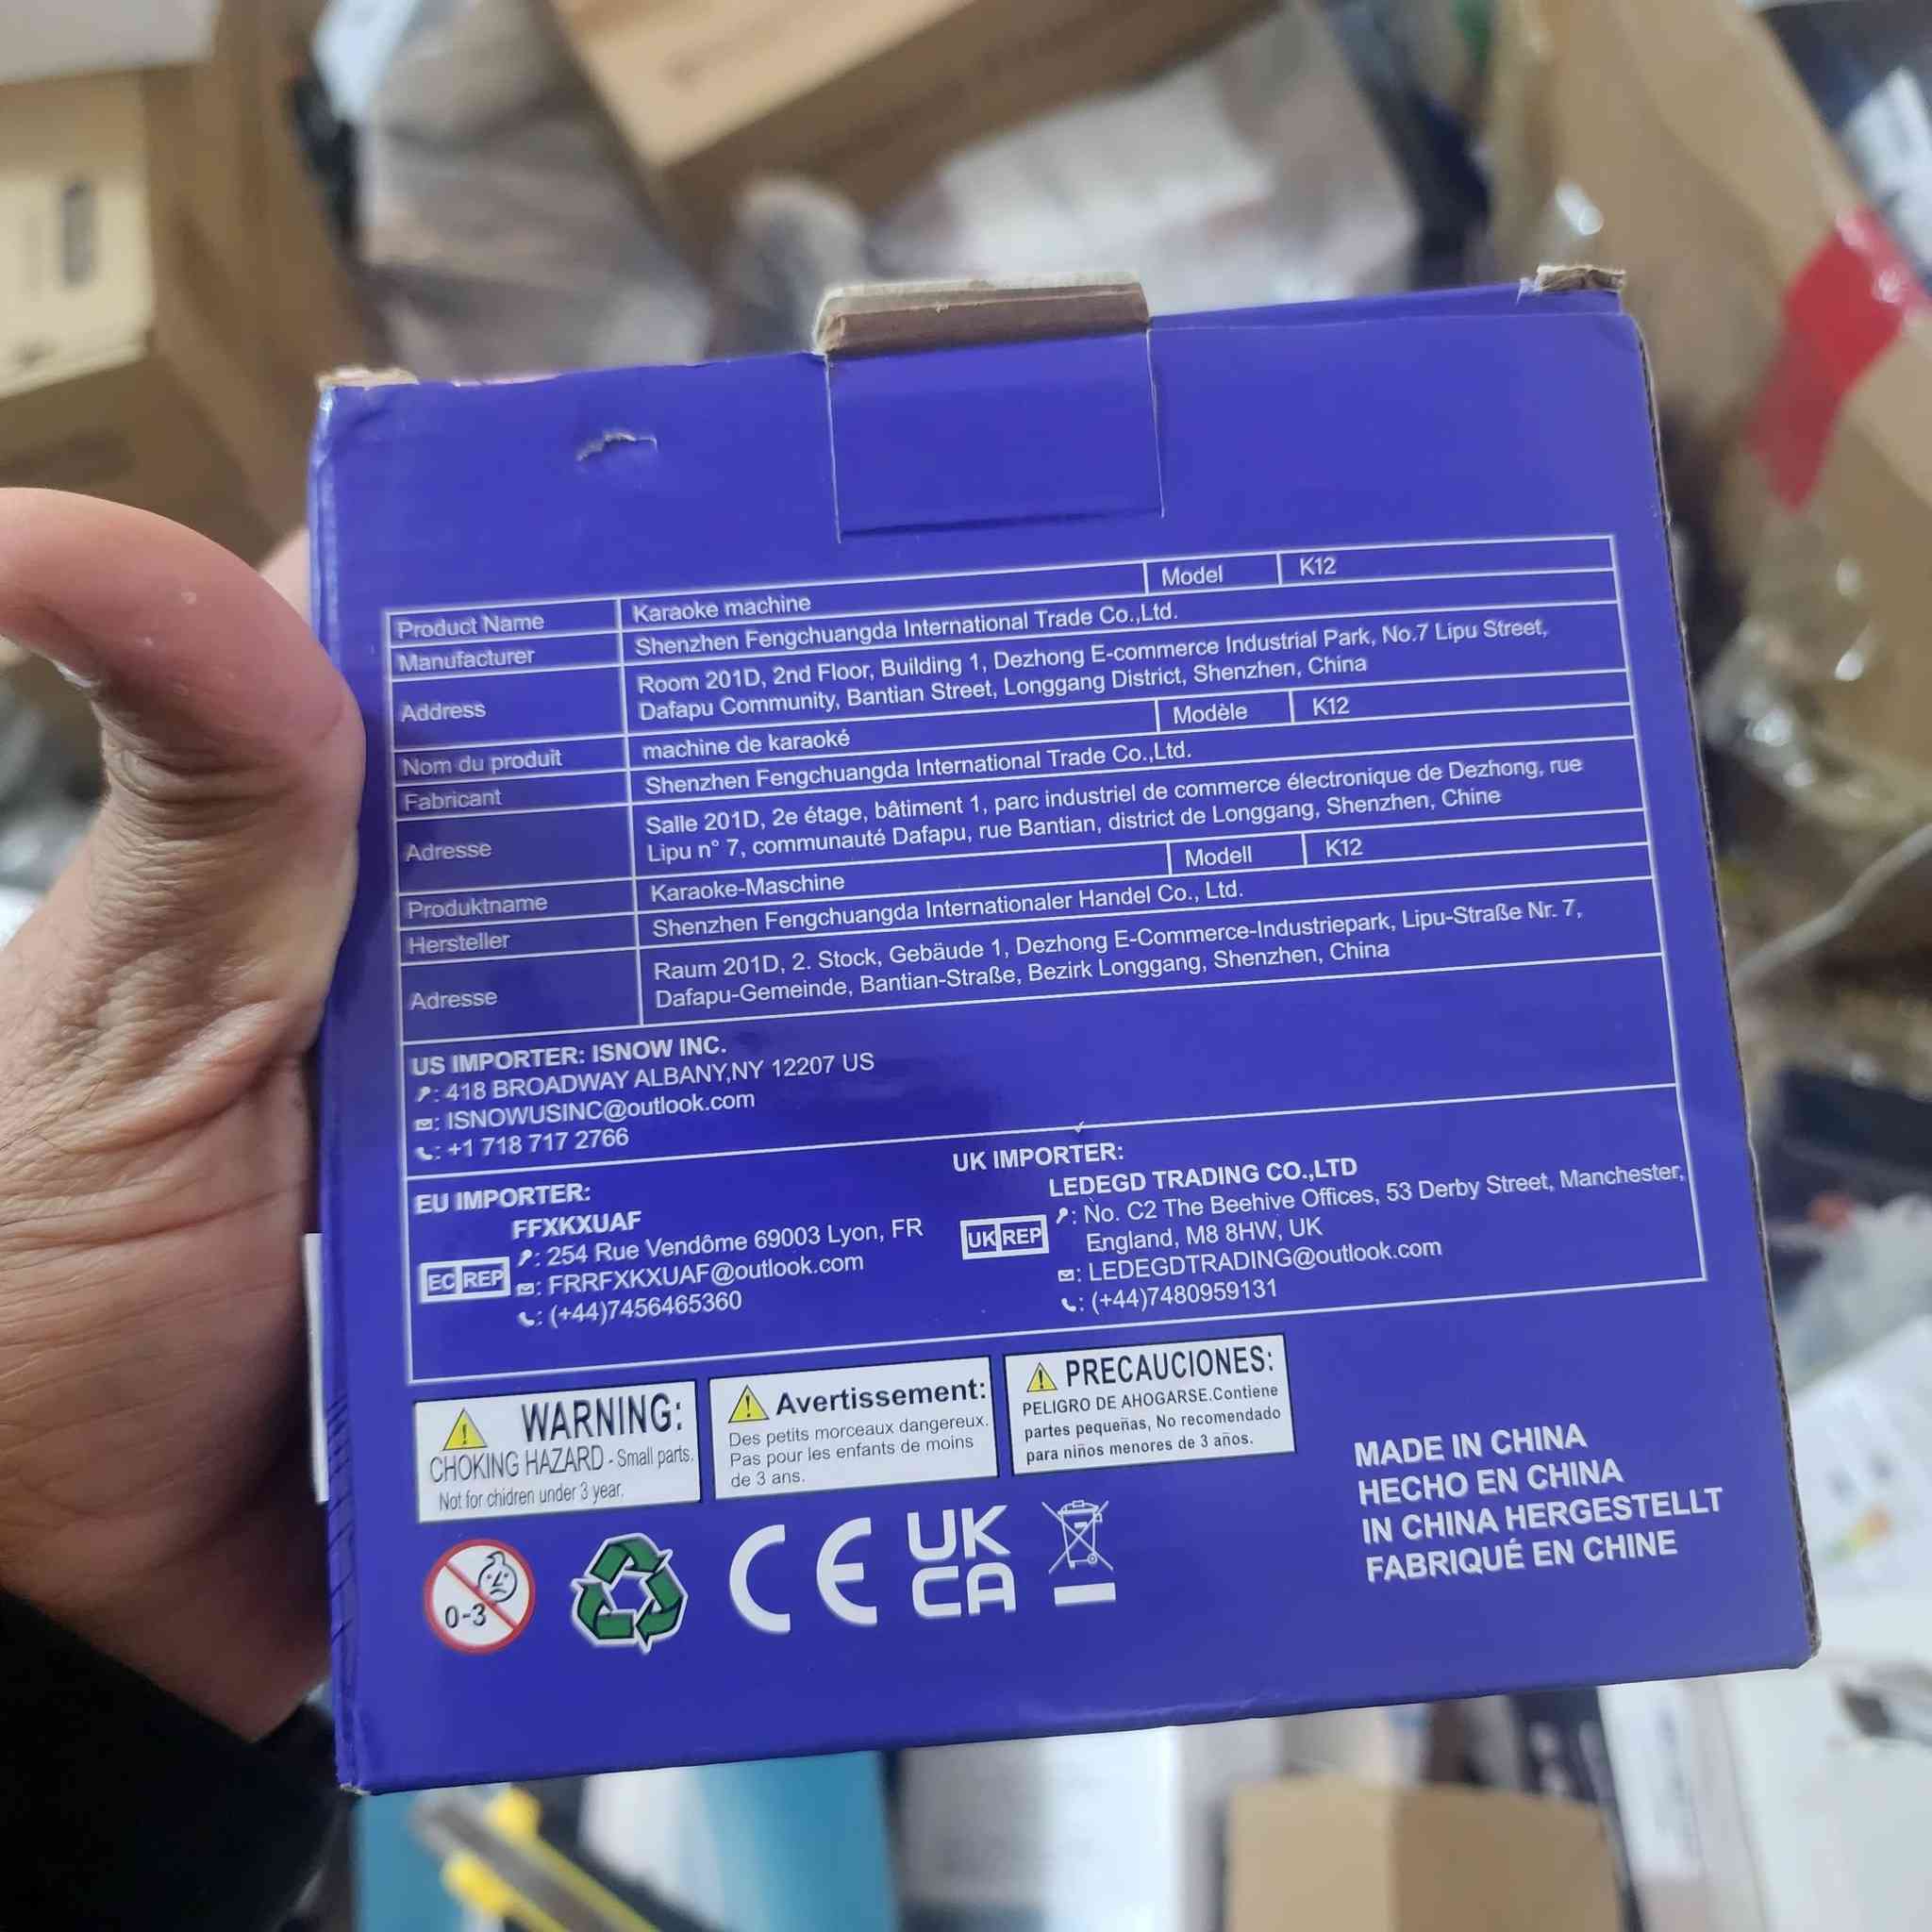 Product Name Karaoke machine Model K12
Manufacturer Shenzhen Fengchuangda International Trade Co.,Ltd.
Address Room 201D, 2nd Floor, Building 1, Dezhong E-commerce Industrial Park, No.7 Lipu Street,
Dafapu Community, Bantian Street, Longgang District, Shenzhen, China
Nom du produit machine de karaoké Modèle K12
Fabricant Shenzhen Fengchuangda International Trade Co.,Ltd.
Adresse Salle 201D, 2e étage, bâtiment 1, parc industriel de commerce électronique de Dezhong, rue
Lipu n° 7, communauté Dafapu, rue Bantian, district de Longgang, Shenzhen, Chine
Produktname Karaoke-Maschine Modell K12
Hersteller Shenzhen Fengchuangda Internationaler Handel Co., Ltd.
Adresse Raum 201D, 2. Stock, Gebäude 1, Dezhong E-Commerce-Industriepark, Lipu-Straße Nr. 7,
Dafapu-Gemeinde, Bantian-Straße, Bezirk Longgang, Shenzhen, China
US IMPORTER: ISNOW INC.
: 418 BROADWAY ALBANY,NY 12207 US
: ISNOWUSINC@outlook.com
: +1 718 717 2766
EU IMPORTER:
FFXKXUAF
EC REP
: 254 Rue Vendôme 69003 Lyon, FR
: FRRFXKXUAF@outlook.com
: (+44)7456465360
UK IMPORTER:
LEDEGD TRADING CO.,LTD
UK REP
: No. C2 The Beehive Offices, 53 Derby Street, Manchester,
England, M8 8HW, UK
: LEDEGDTRADING@outlook.com
: (+44)7480959131
WARNING:
CHOKING HAZARD - Small parts.
Not for chidren under 3 year.
Avertissement:
Des petits morceaux dangereux.
Pas pour les enfants de moins
de 3 ans.
PRECAUCIONES:
PELIGRO DE AHOGARSE.Contiene
partes pequeñas, No recomendado
para niños menores de 3 años.
0-3
CE
UK
CA
MADE IN CHINA
HECHO EN CHINA
IN CHINA HERGESTELLT
FABRIQUÉ EN CHINE